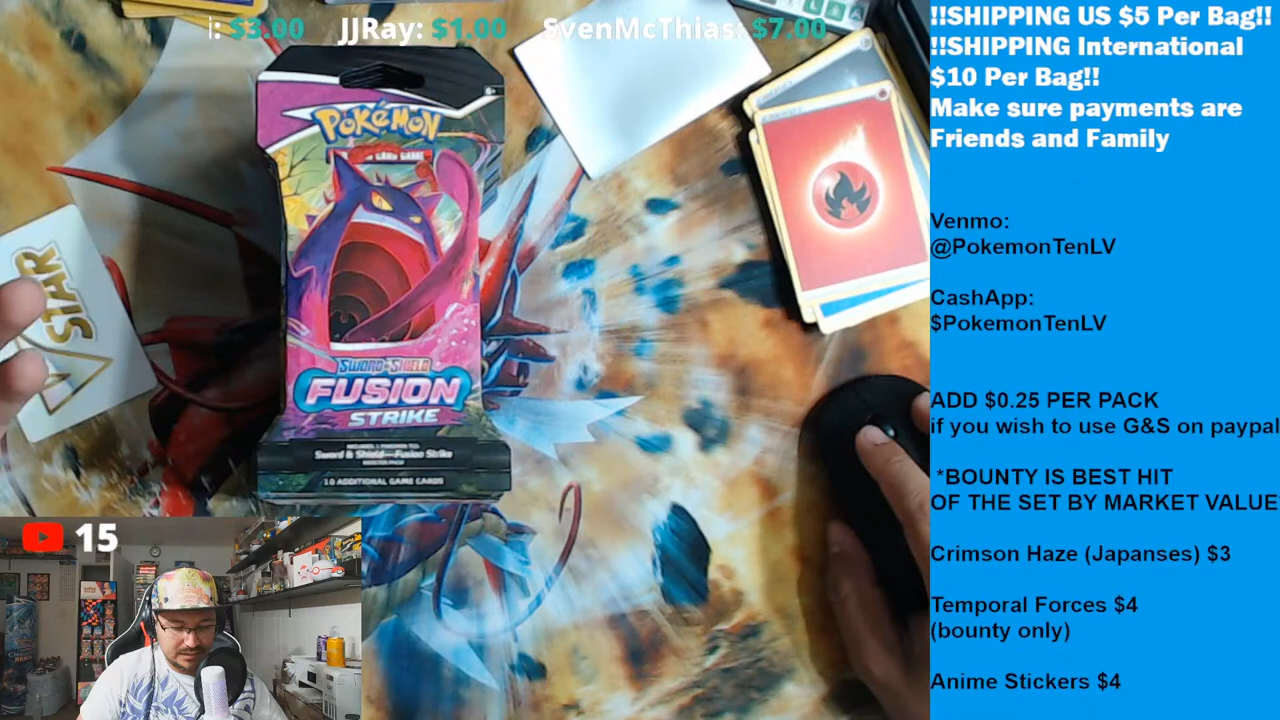 : $3.00 JJRay: $1.00 SvenMcThias: $7.00
POKÉMON
CARD GAME
SWORD & SHIELD
FUSION
STRIKE
Sword & Shield—Fusion Strike
10 ADDITIONAL GAME CARDS
V STAR
15
!!SHIPPING US $5 Per Bag!!
!!SHIPPING International
$10 Per Bag!!
Make sure payments are
Friends and Family
Venmo:
@PokemonTenLV
CashApp:
$PokemonTenLV
ADD $0.25 PER PACK
if you wish to use G&S on paypal
*BOUNTY IS BEST HIT
OF THE SET BY MARKET VALUE
Crimson Haze (Japanses) $3
Temporal Forces $4
(bounty only)
Anime Stickers $4